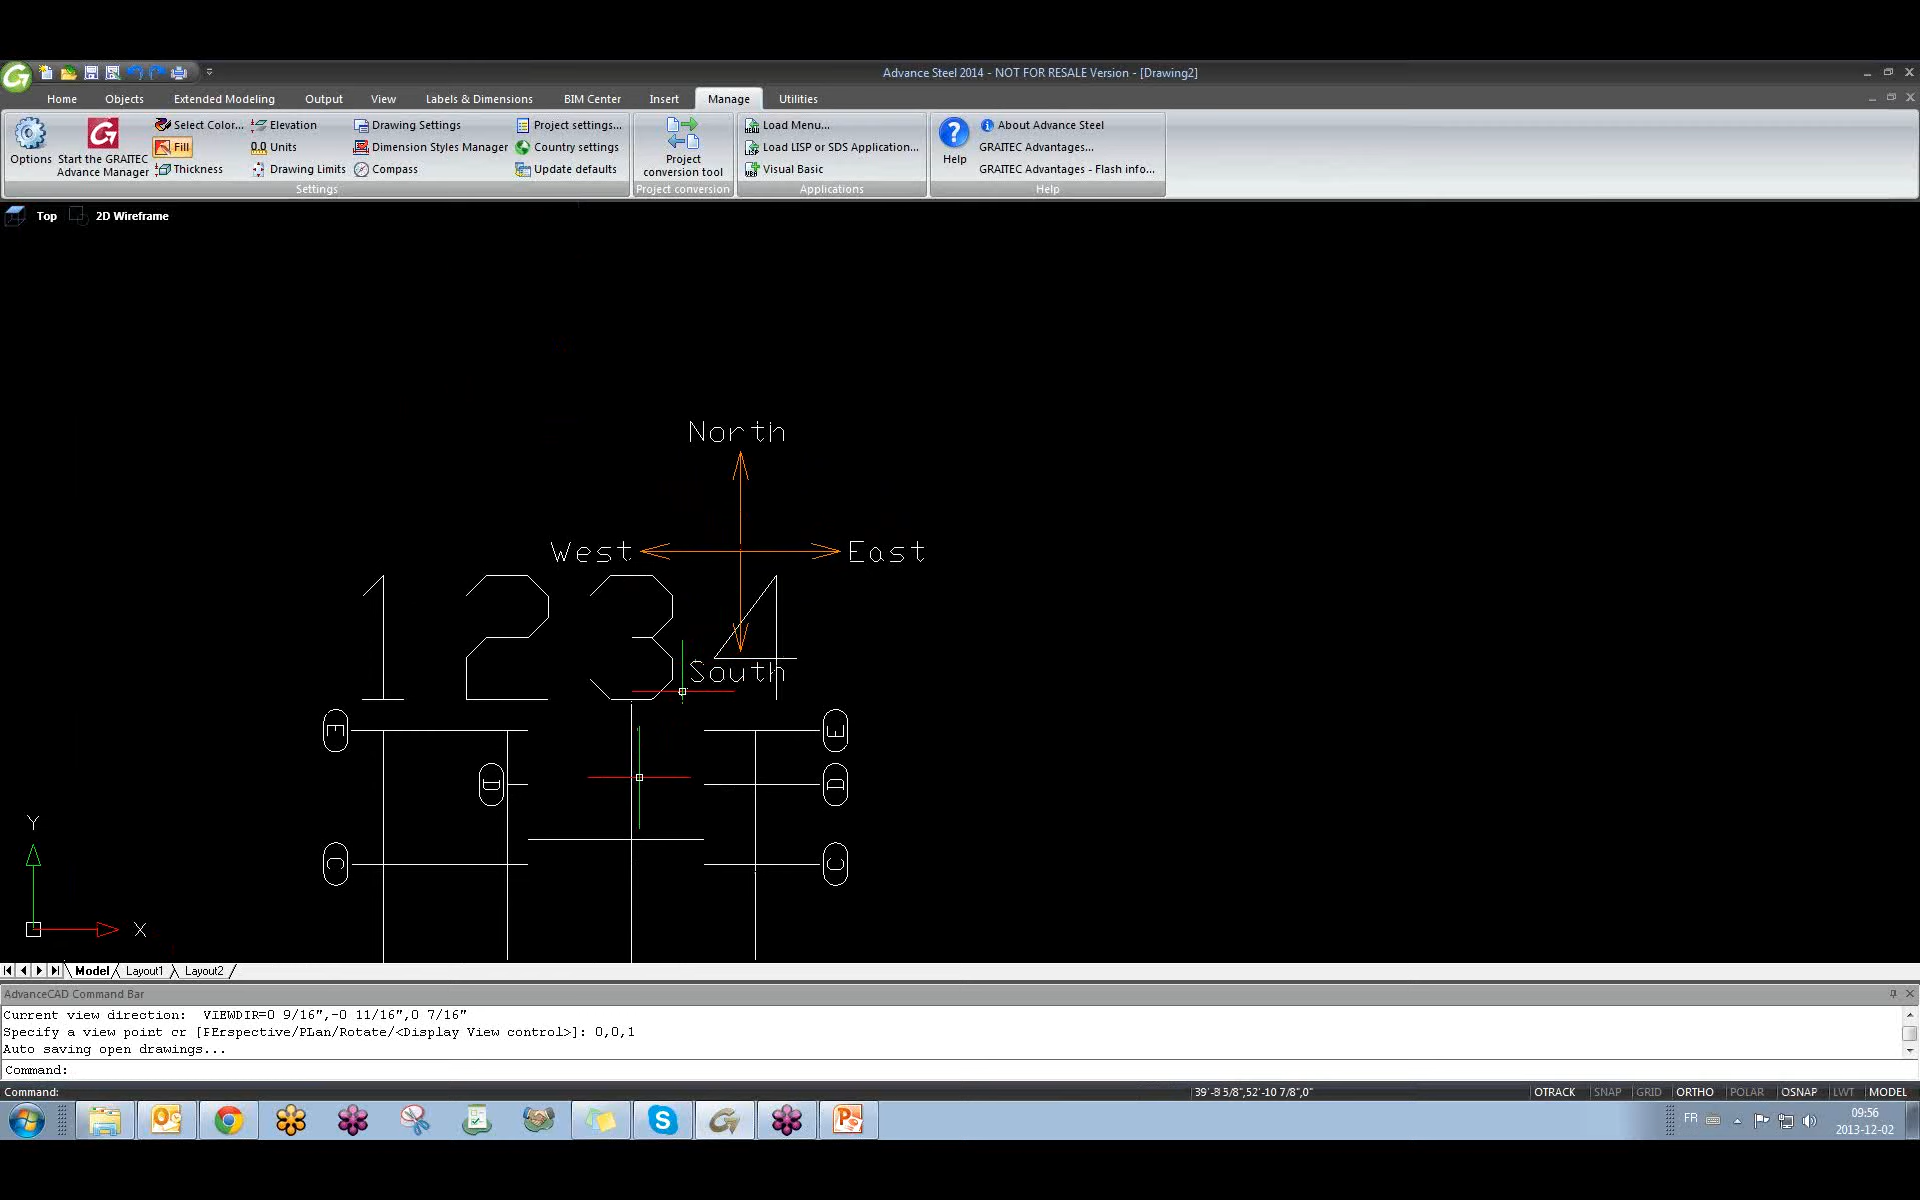 Advance Steel 2014 - NOT FOR RESALE Version - [Drawing2]
Home Objects Extended Modeling Output View Labels & Dimensions BIM Center Insert Manage Utilities
Options
Start the GRAITEC Advance Manager
Select Color...
Fill
Thickness
Elevation
0.0 Units
Drawing Limits
Drawing Settings
Dimension Styles Manager
Compass
Project settings...
Country settings
Update defaults
Settings
Project conversion tool
Project conversion
Load Menu...
Load LISP or SDS Application...
Visual Basic
Applications
Help
About Advance Steel
GRAITEC Advantages...
GRAITEC Advantages - Flash info...
Help
Top 2D Wireframe
North
West East
1 2 3 4
South
E E
D D
C C
Y
X
Model Layout1 Layout2
AdvanceCAD Command Bar
Current view direction: VIEWDIR=0 9/16",-0 11/16",0 7/16"
Specify a view point or [PErspective/PLan/Rotate/<Display View control>]: 0,0,1
Auto saving open drawings...
Command:
Command: 39'-8 5/8",52'-10 7/8",0" OTRACK SNAP GRID ORTHO POLAR OSNAP LWT MODEL
FR 09:56
2013-12-02